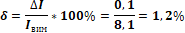 δ = ΔI / I_вим * 100% = 0,1 / 8,1 = 1,2%